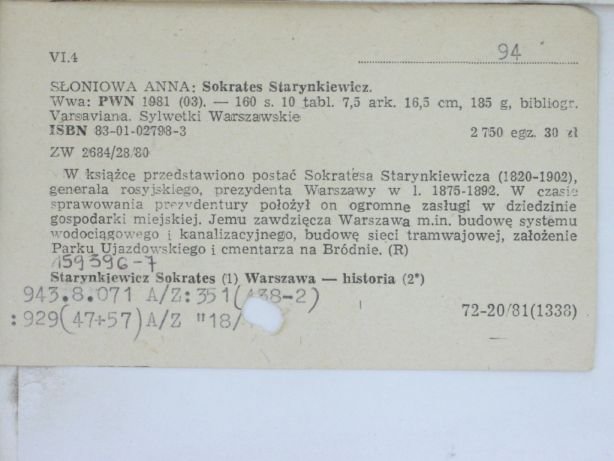 94
VI.4
SŁONIOWA ANNA: Sokrates Starynkiewicz.
Wwa: PWN 1981 (03). — 160 s. 10 tabl. 7,5 ark. 16,5 cm, 185 g, bibliogr.
Varsaviana. Sylwetki Warszawskie
ISBN 83-01-02798-3 2 750 egz. 30 zł
ZW 2684/28/80
W książce przedstawiono postać Sokratesa Starynkiewicza (1820-1902),
generała rosyjskiego, prezydenta Warszawy w l. 1875-1892. W czasie
sprawowania prezydentury położył on ogromnę zasługi w dziedzinie
gospodarki miejskiej. Jemu zawdzięcza Warszawa m.in. budowę systemu
wodociągowego i kanalizacyjnego, budowę sieci tramwajowej, założenie
Parku Ujazdowskiego i cmentarza na Bródnie. (R)
159396-7
Starynkiewicz Sokrates (1) Warszawa — historia (2*)
943.8.071 A/Z:351(438-2)
:929(47+57)A/Z "18/
72-20/81(1338)